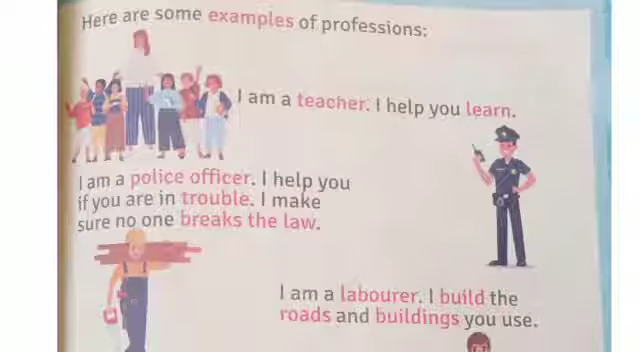 Here are some examples of professions:
I am a teacher. I help you learn.
I am a police officer. I help you
if you are in trouble. I make
sure no one breaks the law.
I am a labourer. I build the
roads and buildings you use.